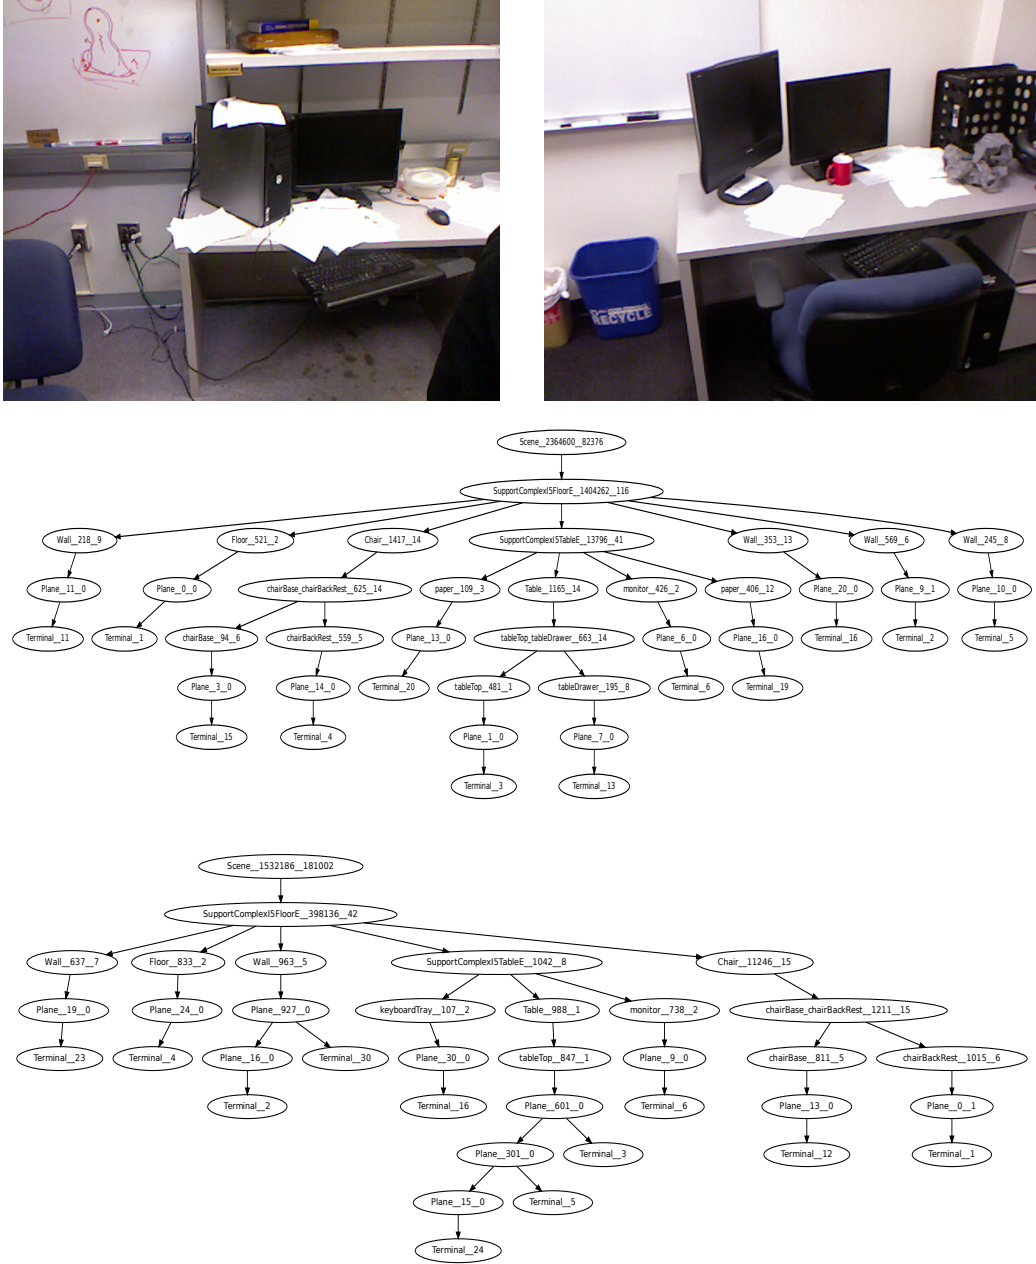 RECYCLE
Scene__2364600__82376
SupportComplexI5FloorE__1404262__116
Wall__218__9 Floor__521__2 Chair__1417__14 SupportComplexI5TableE__13796__41 Wall__353__13 Wall__569__6 Wall__245__8
Plane__11__0 Plane__0__0 chairBase_chairBackRest__625__14 paper__109__3 Table__1165__14 monitor__426__2 paper__406__12 Plane__20__0 Plane__9__1 Plane__10__0
Terminal__11 Terminal__1 chairBase__94__6 chairBackRest__559__5 Plane__13__0 tableTop_tableDrawer__663__14 Plane__6__0 Plane__16__0 Terminal__16 Terminal__2 Terminal__5
Plane__3__0 Plane__14__0 Terminal__20 tableTop__481__1 tableDrawer__195__8 Terminal__6 Terminal__19
Terminal__15 Terminal__4 Plane__1__0 Plane__7__0
Terminal__3 Terminal__13
Scene__1532186__181002
SupportComplexI5FloorE__398136__42
Wall__637__7 Floor__833__2 Wall__963__5 SupportComplexI5TableE__1042__8 Chair__11246__15
Plane__19__0 Plane__24__0 Plane__927__0 keyboardTray__107__2 Table__988__1 monitor__738__2 chairBase_chairBackRest__1211__15
Terminal__23 Terminal__4 Plane__16__0 Terminal__30 Plane__30__0 tableTop__847__1 Plane__9__0 chairBase__811__5 chairBackRest__1015__6
Terminal__2 Terminal__16 Plane__601__0 Terminal__6 Plane__13__0 Plane__0__1
Plane__301__0 Terminal__3 Terminal__12 Terminal__1
Plane__15__0 Terminal__5
Terminal__24